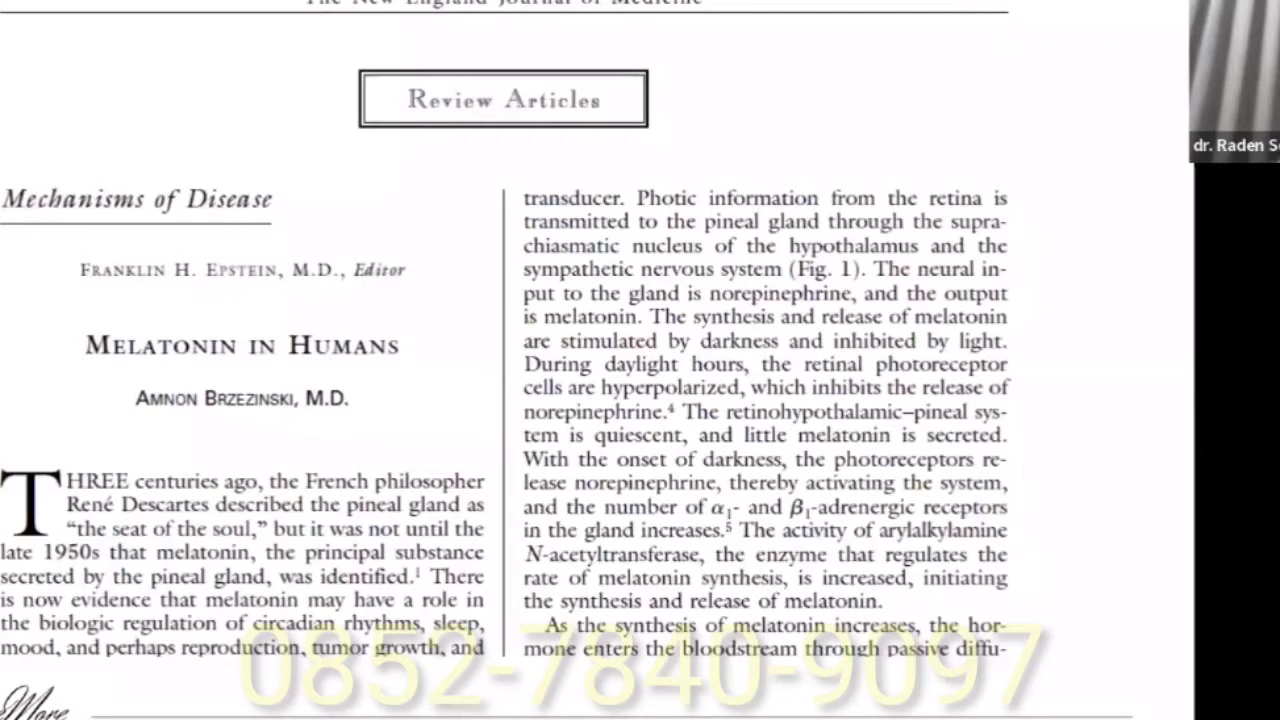 The New England Journal of Medicine
Review Articles
dr. Raden
Mechanisms of Disease
FRANKLIN H. EPSTEIN, M.D., Editor
MELATONIN IN HUMANS
AMNON BRZEZINSKI, M.D.
THREE centuries ago, the French philosopher
René Descartes described the pineal gland as
“the seat of the soul,” but it was not until the
late 1950s that melatonin, the principal substance
secreted by the pineal gland, was identified.¹ There
is now evidence that melatonin may have a role in
the biologic regulation of circadian rhythms, sleep,
mood, and perhaps reproduction, tumor growth, and
transducer. Photic information from the retina is
transmitted to the pineal gland through the supra-
chiasmatic nucleus of the hypothalamus and the
sympathetic nervous system (Fig. 1). The neural in-
put to the gland is norepinephrine, and the output
is melatonin. The synthesis and release of melatonin
are stimulated by darkness and inhibited by light.
During daylight hours, the retinal photoreceptor
cells are hyperpolarized, which inhibits the release of
norepinephrine.⁴ The retinohypothalamic–pineal sys-
tem is quiescent, and little melatonin is secreted.
With the onset of darkness, the photoreceptors re-
lease norepinephrine, thereby activating the system,
and the number of α₁- and β₁-adrenergic receptors
in the gland increases.⁵ The activity of arylalkylamine
N-acetyltransferase, the enzyme that regulates the
rate of melatonin synthesis, is increased, initiating
the synthesis and release of melatonin.
As the synthesis of melatonin increases, the hor-
mone enters the bloodstream through passive diffu-
0852-7840-9097
More